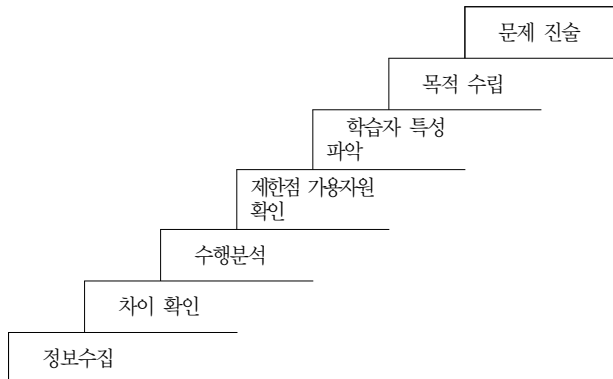 문제 진술
목적 수립
학습자 특성
파악
제한점 가용자원
확인
수행분석
차이 확인
정보수집